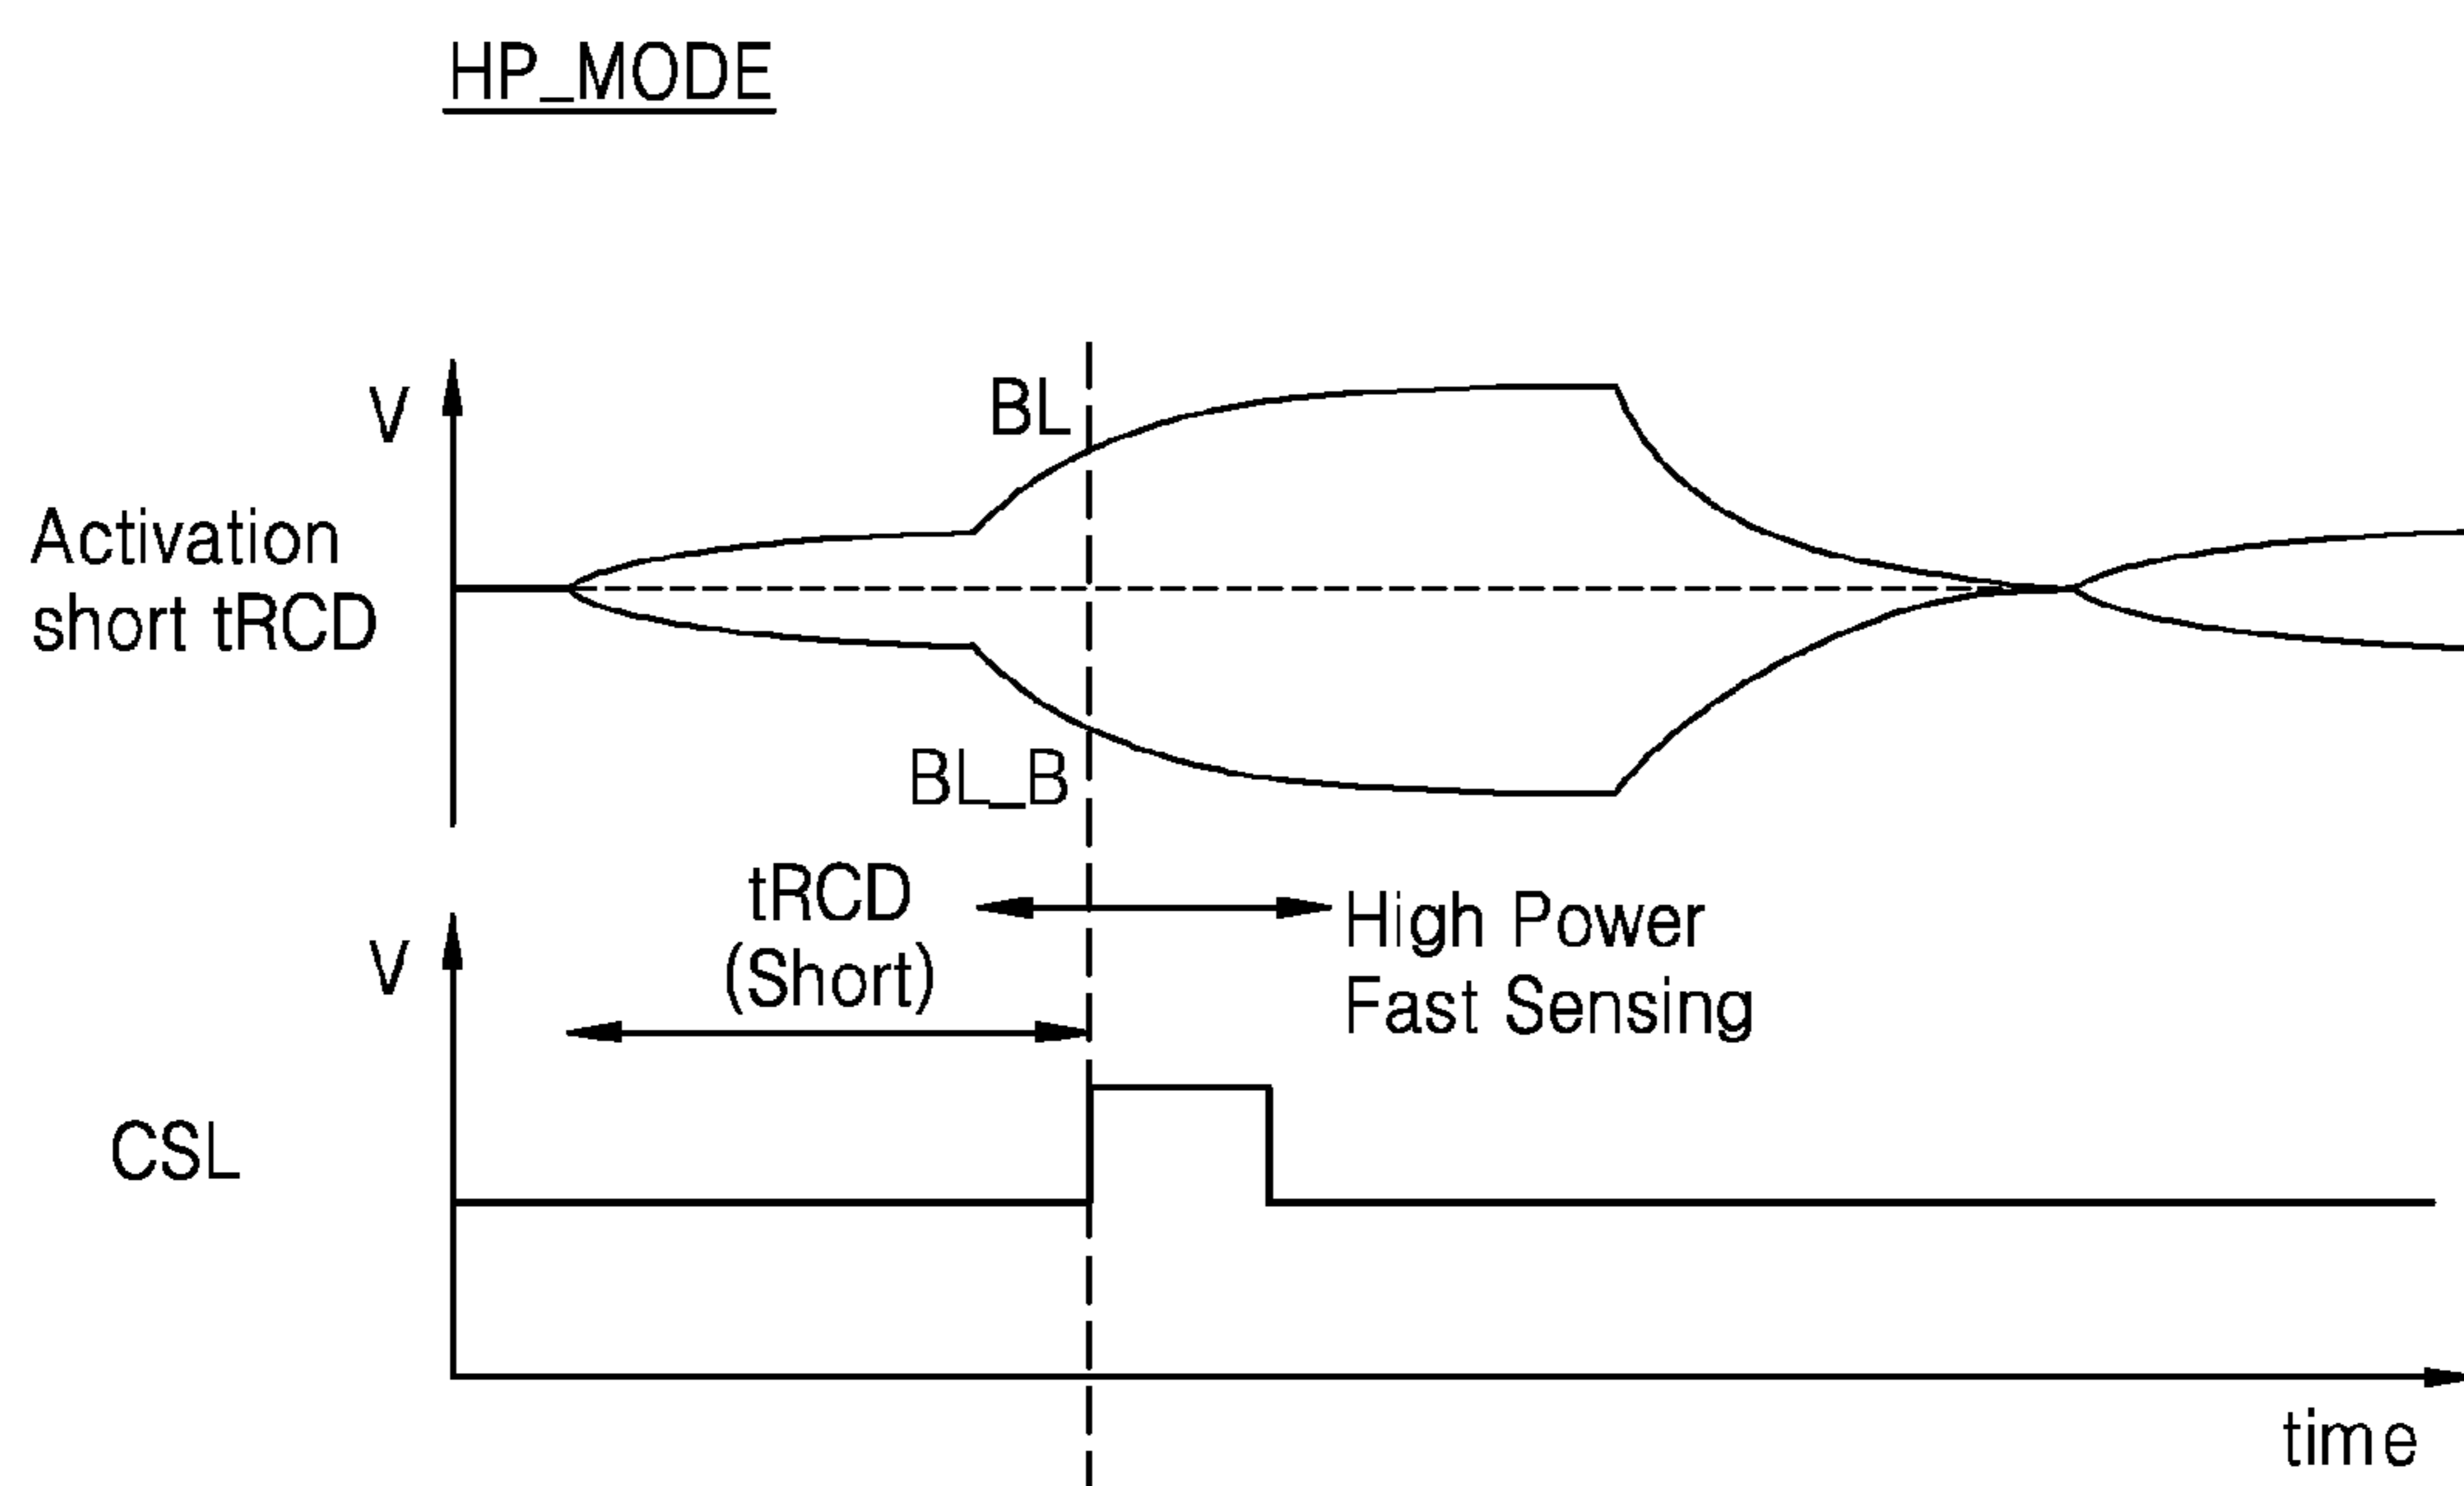 HP_MODE
V
BL
Activation
short tRCD
BL_B
tRCD
(Short)
High Power
Fast Sensing
V
CSL
time